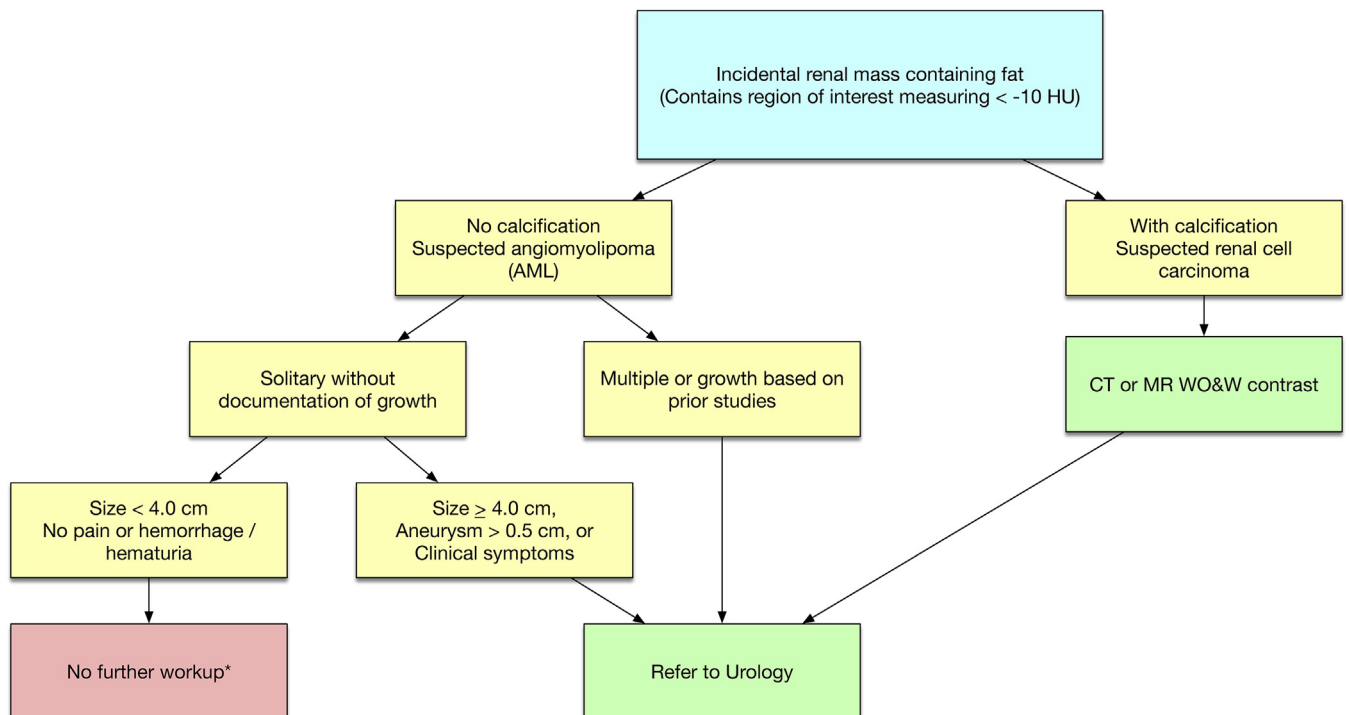 Incidental renal mass containing fat
(Contains region of interest measuring < -10 HU)
No calcification
Suspected angiomyolipoma
(AML)
With calcification
Suspected renal cell
carcinoma
Solitary without
documentation of growth
Multiple or growth based on
prior studies
CT or MR WO&W contrast
Size < 4.0 cm
No pain or hemorrhage /
hematuria
Size ≥ 4.0 cm,
Aneurysm > 0.5 cm, or
Clinical symptoms
No further workup*
Refer to Urology